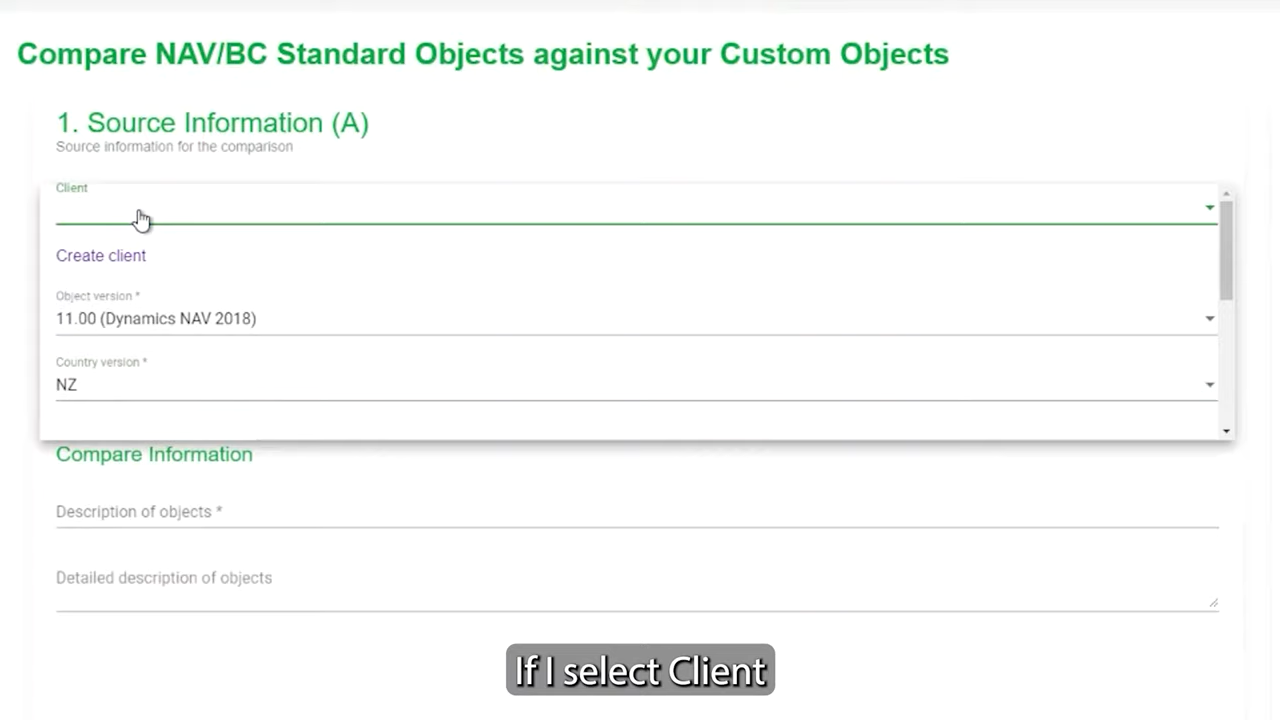 Compare NAV/BC Standard Objects against your Custom Objects
1. Source Information (A)
Source information for the comparison
Client
Create client
Object version *
11.00 (Dynamics NAV 2018)
Country version *
NZ
Compare Information
Description of objects *
Detailed description of objects
If I select Client